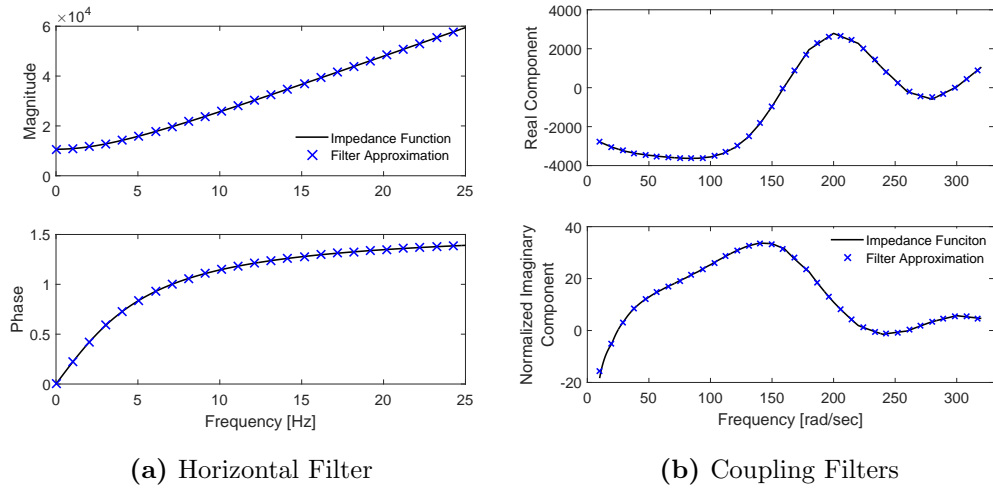 ×10⁴
6
4
2
0
Magnitude
0 5 10 15 20 25
Impedance Function
Filter Approximation
1.5
1
0.5
0
Phase
0 5 10 15 20 25
Frequency [Hz]
(a) Horizontal Filter
4000
2000
0
-2000
-4000
Real Component
0 50 100 150 200 250 300
40
20
0
-20
Normalized Imaginary
Component
Impedance Funciton
Filter Approximation
0 50 100 150 200 250 300
Frequency [rad/sec]
(b) Coupling Filters